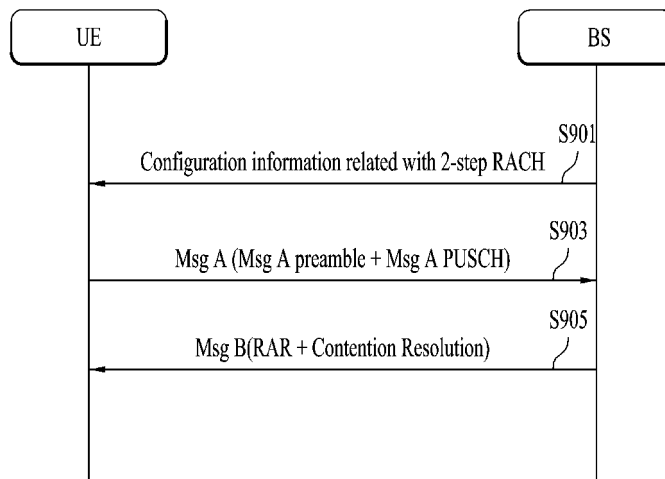 UE
BS
S901
Configuration information related with 2-step RACH
S903
Msg A (Msg A preamble + Msg A PUSCH)
S905
Msg B(RAR + Contention Resolution)